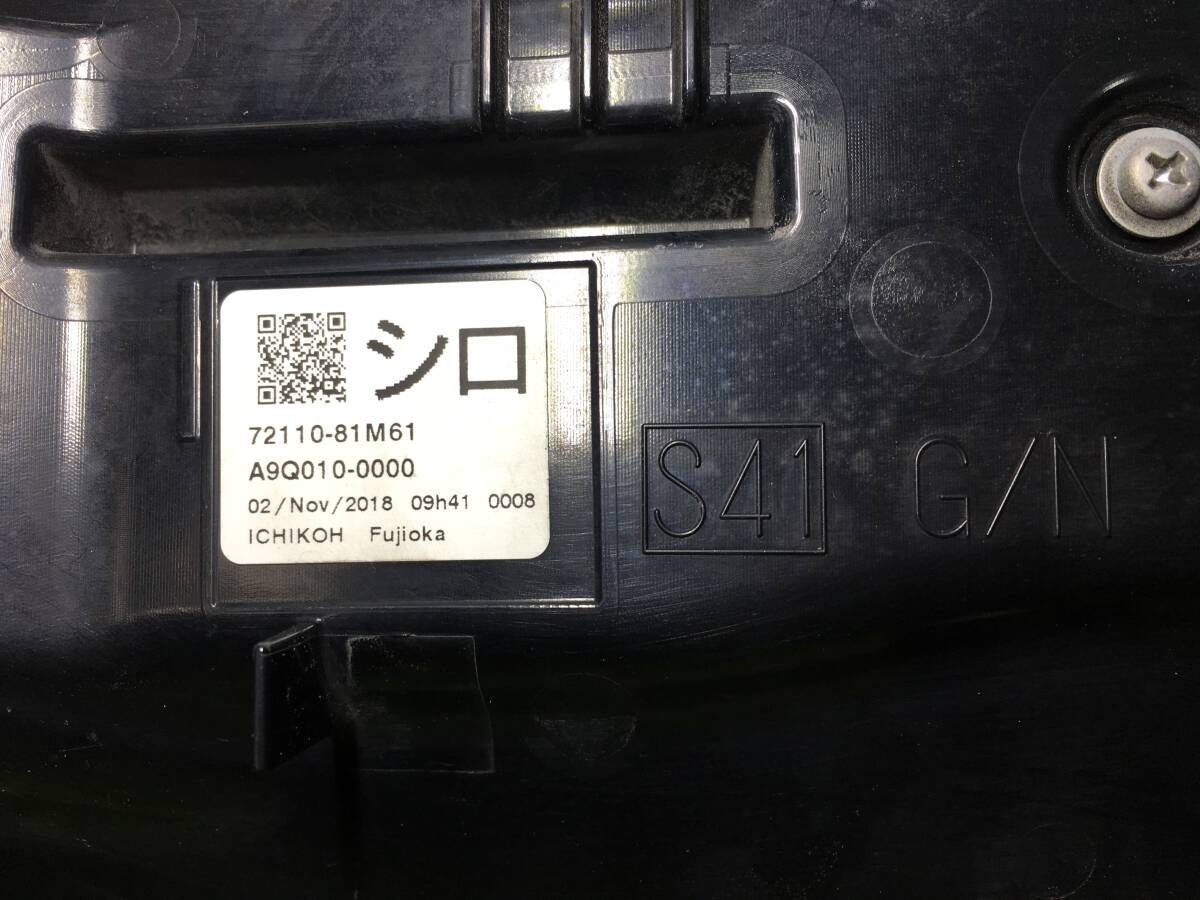 シロ
72110-81M61
A9Q010-0000
02/Nov/2018 09h41 0008
ICHIKOH Fujioka
S41 G/N